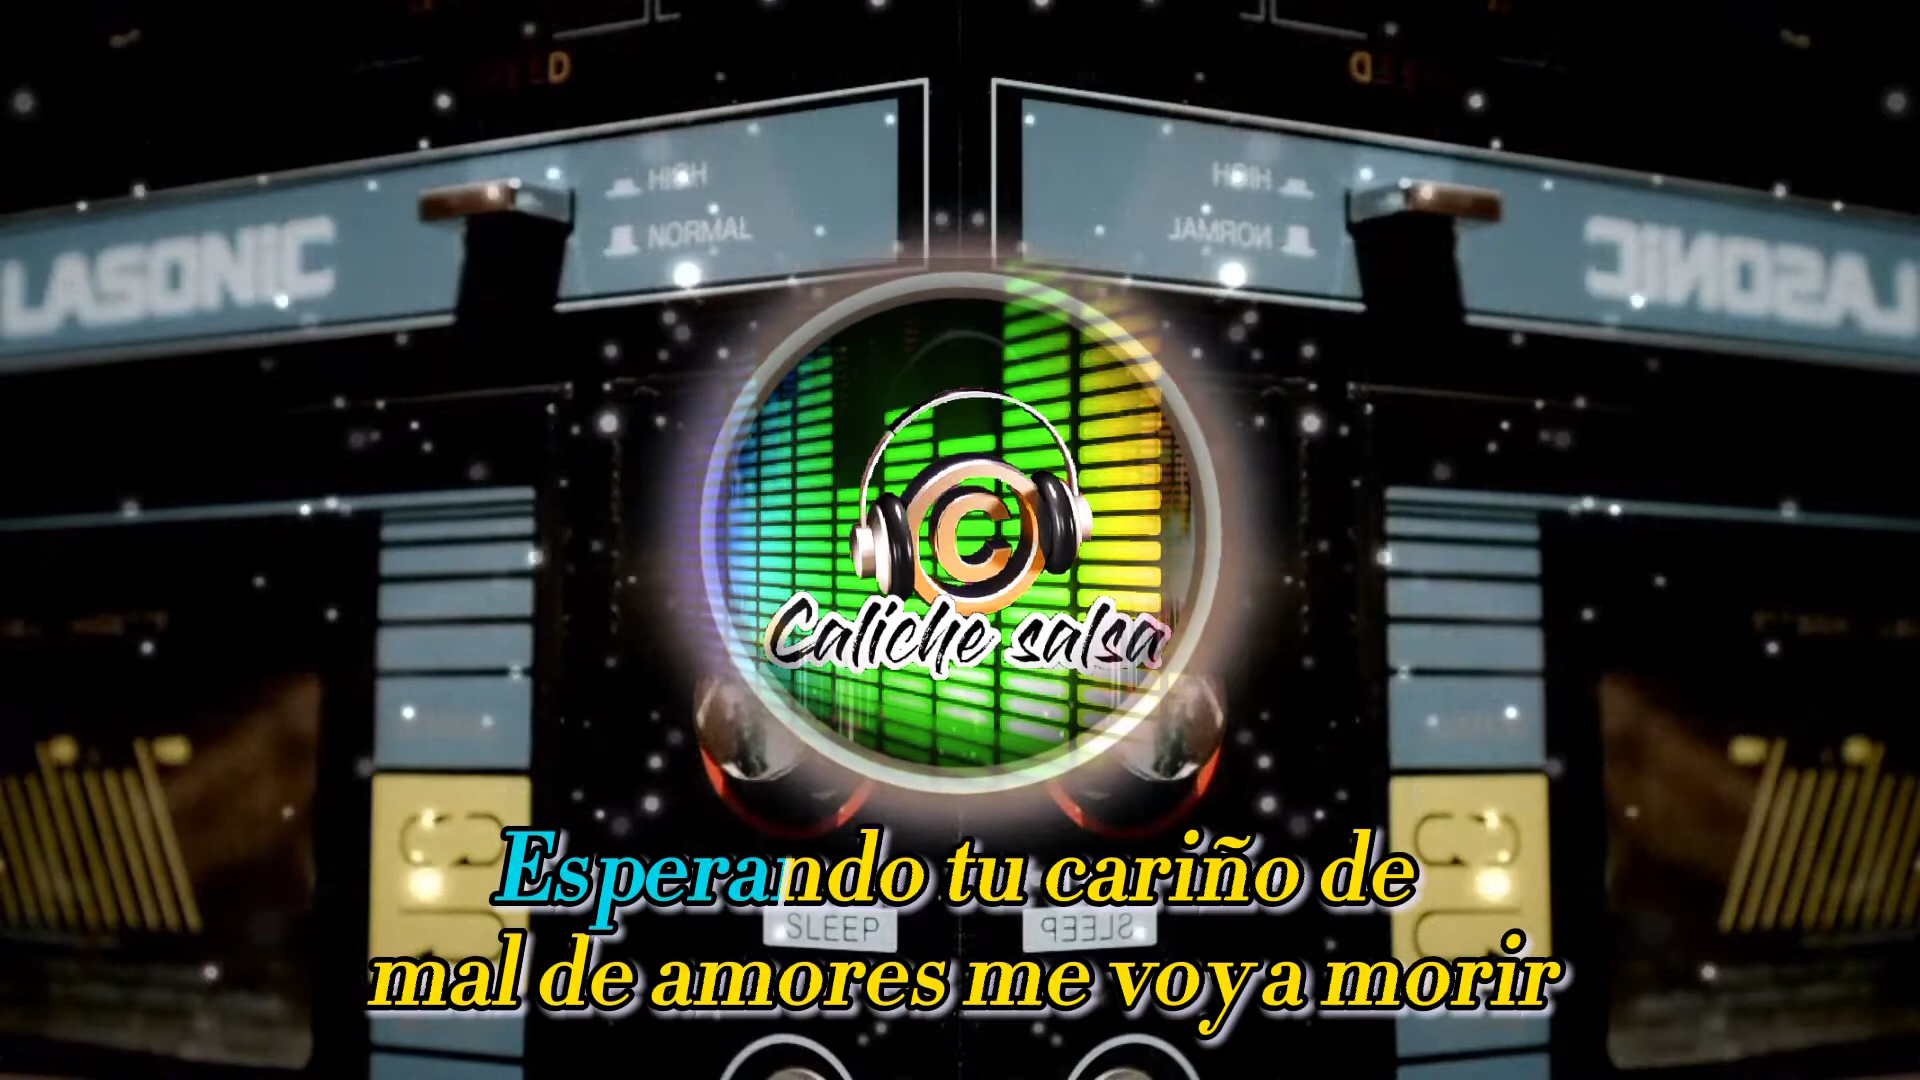 D
HIGH
NORMAL
LASONIC
HIGH
NORMAL
LASONIC
Caliche salsa
C
Esperando tu cariño de
SLEEP
SLEEP
mal de amores me voy a morir